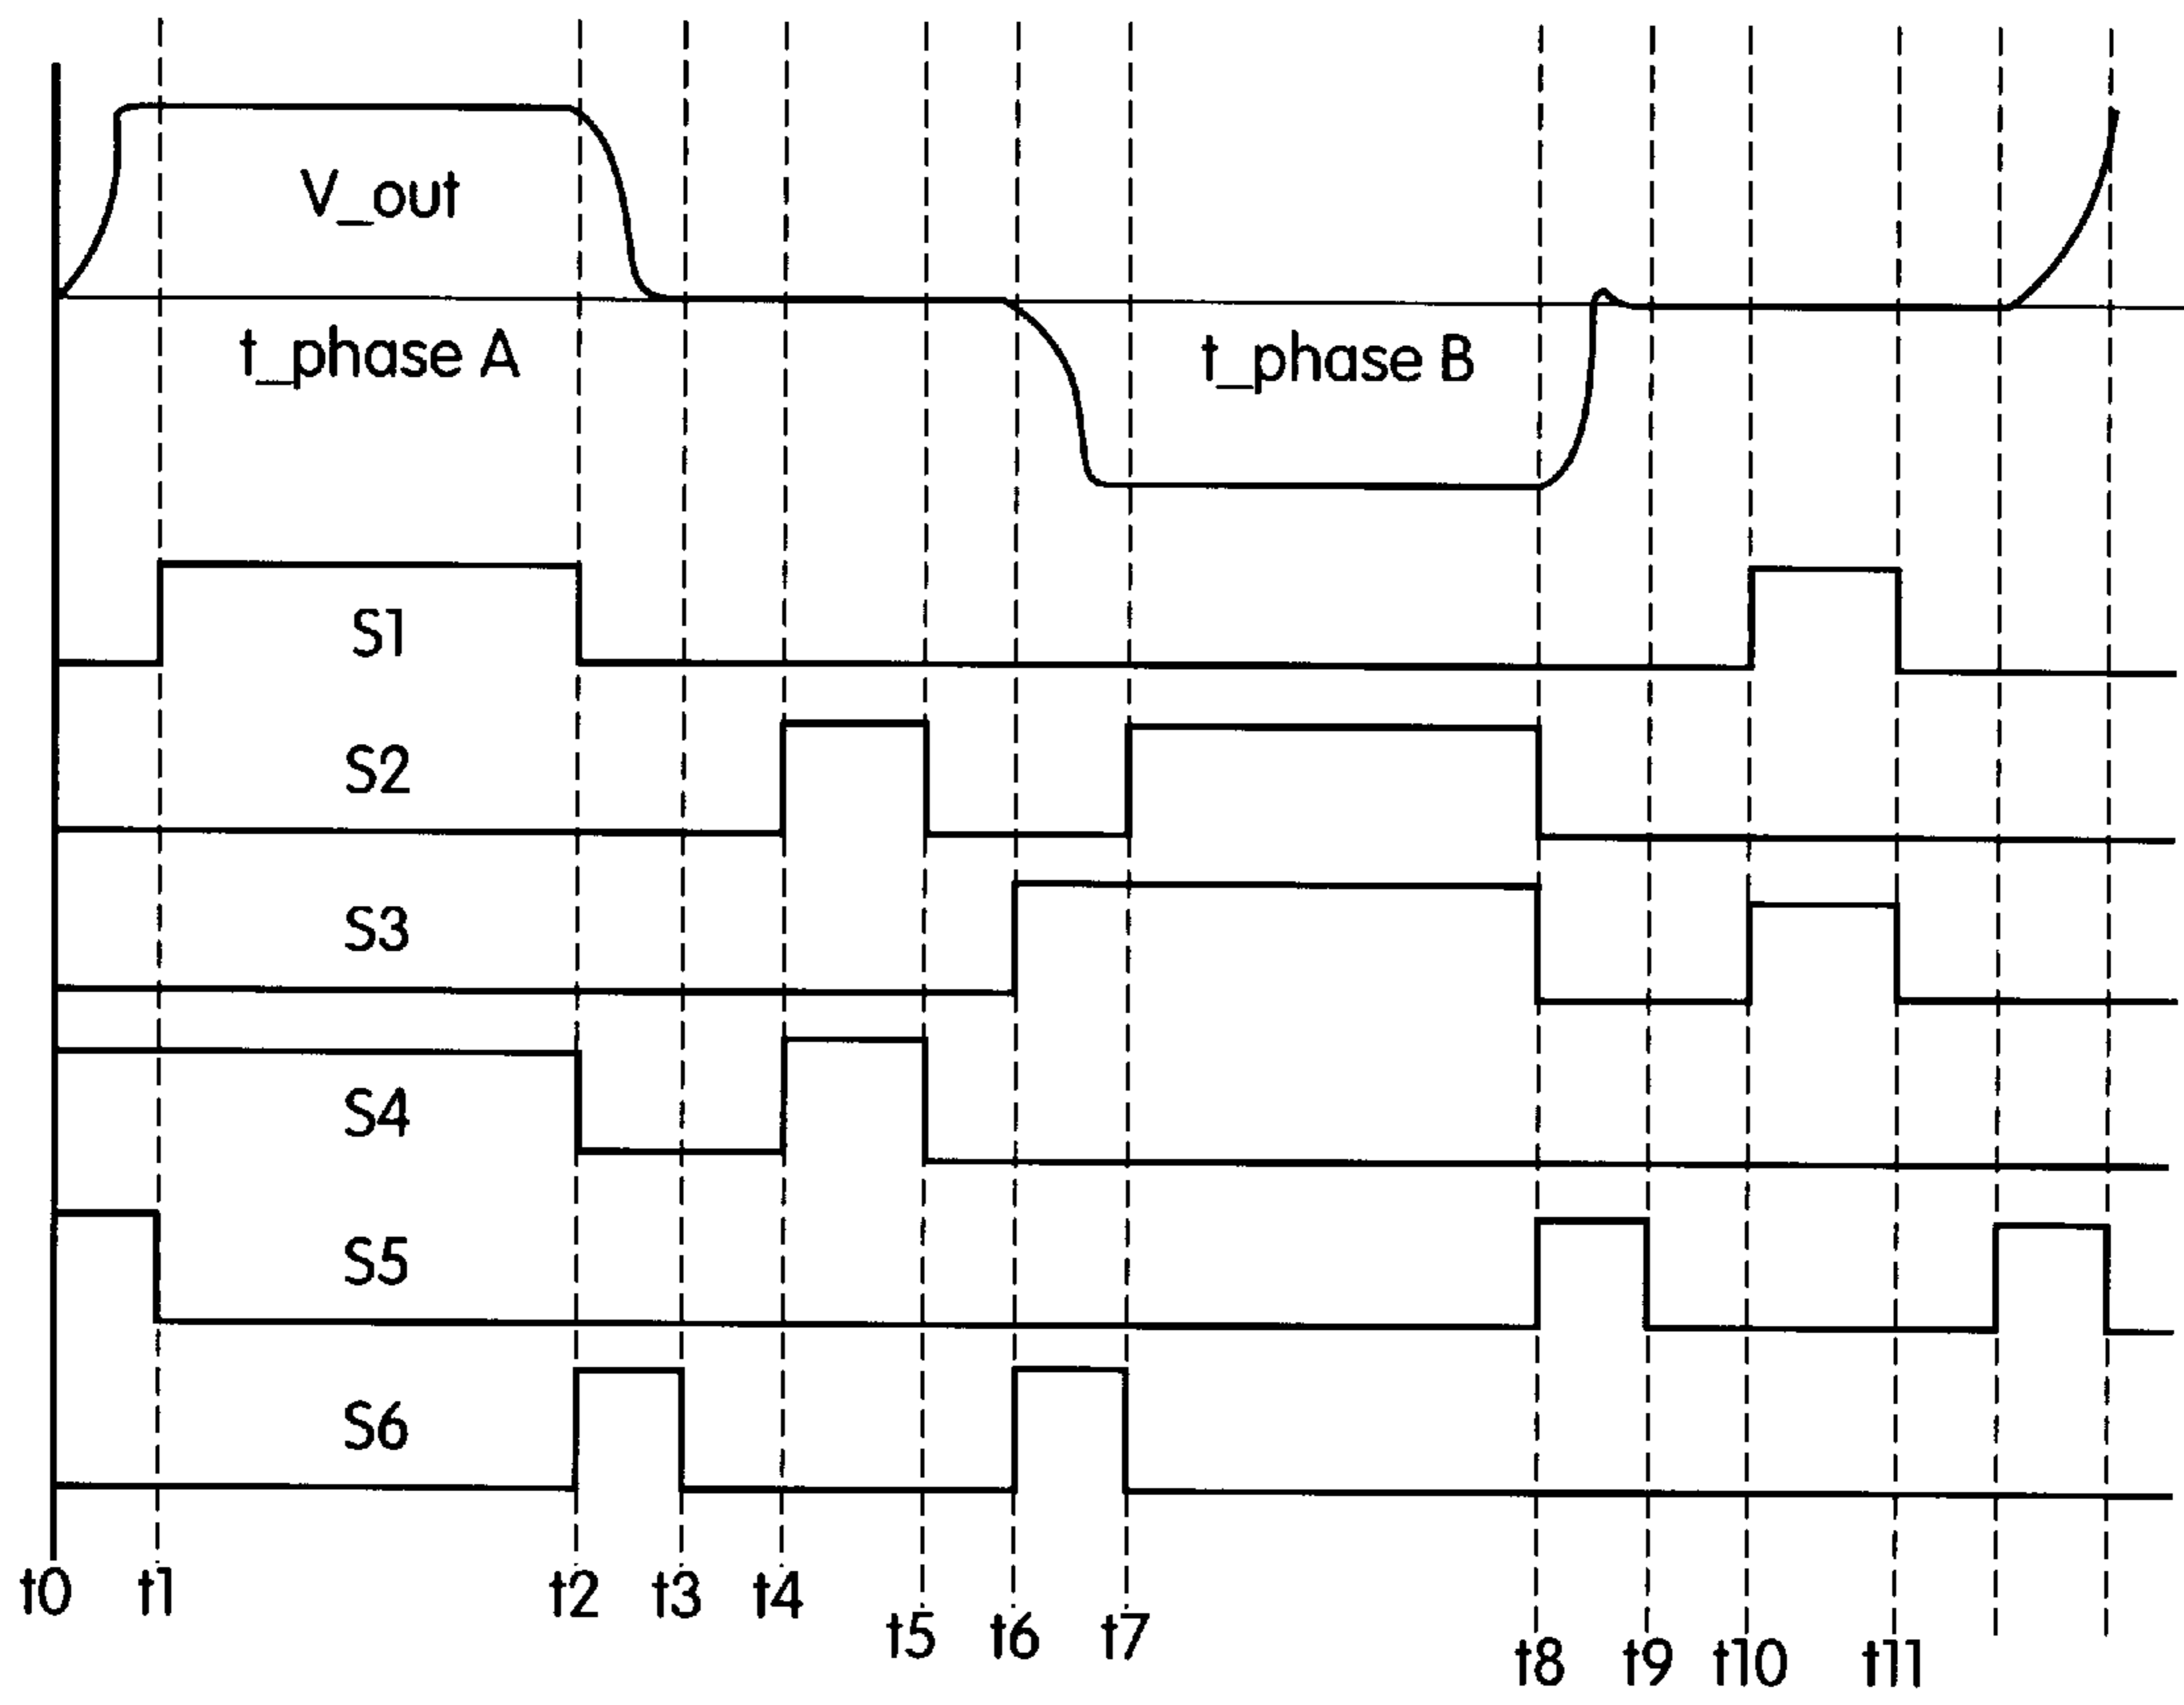 V_out
t_phase A
t_phase B
S1
S2
S3
S4
S5
S6
t0 t1 t2 t3 t4 t5 t6 t7 t8 t9 t10 t11